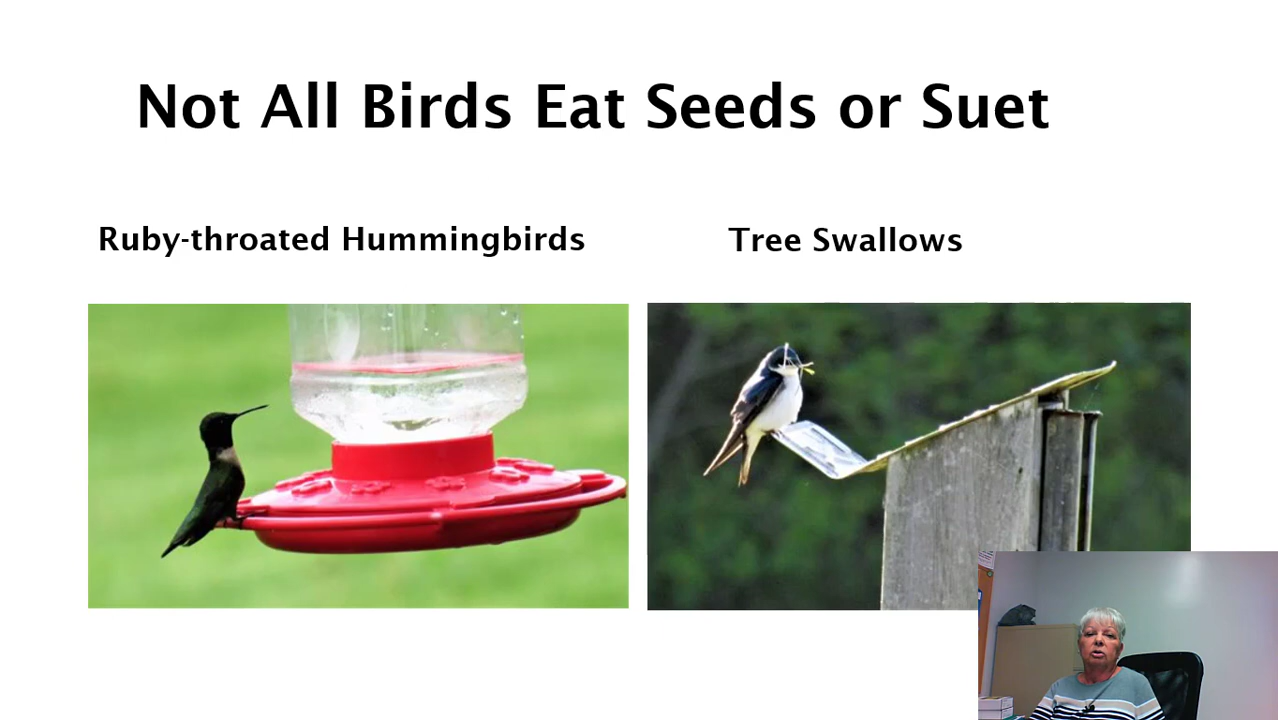 Not All Birds Eat Seeds or Suet
Ruby-throated Hummingbirds
Tree Swallows